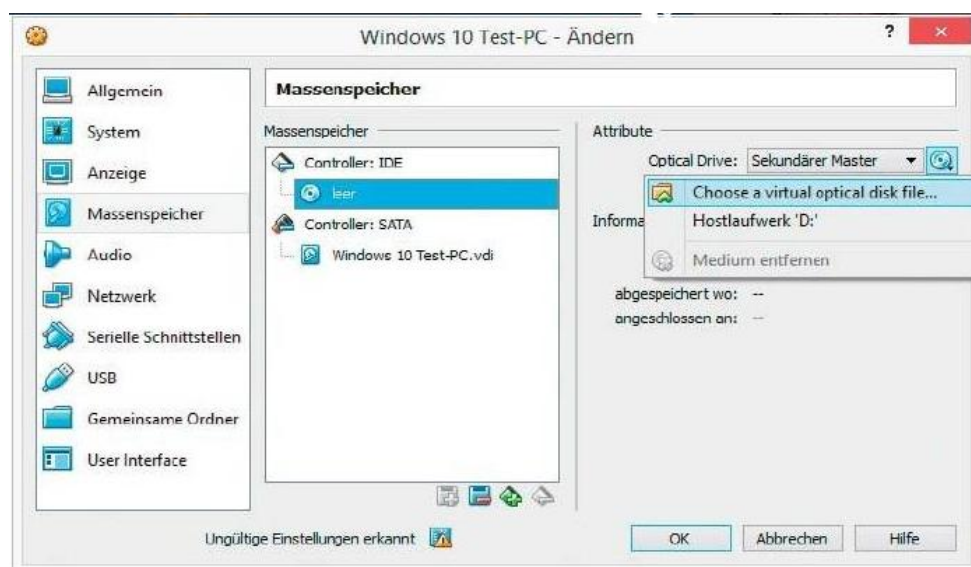 Windows 10 Test-PC - Ändern
?
×
Allgemein
System
Anzeige
Massenspeicher
Audio
Netzwerk
Serielle Schnittstellen
USB
Gemeinsame Ordner
User Interface
Massenspeicher
Massenspeicher
Controller: IDE
leer
Controller: SATA
Windows 10 Test-PC.vdi
Attribute
Optical Drive: Sekundärer Master
Choose a virtual optical disk file...
Informa
Hostlaufwerk 'D:'
Medium entfernen
abgespeichert wo: --
angeschlossen an: --
Ungültige Einstellungen erkannt
OK
Abbrechen
Hilfe